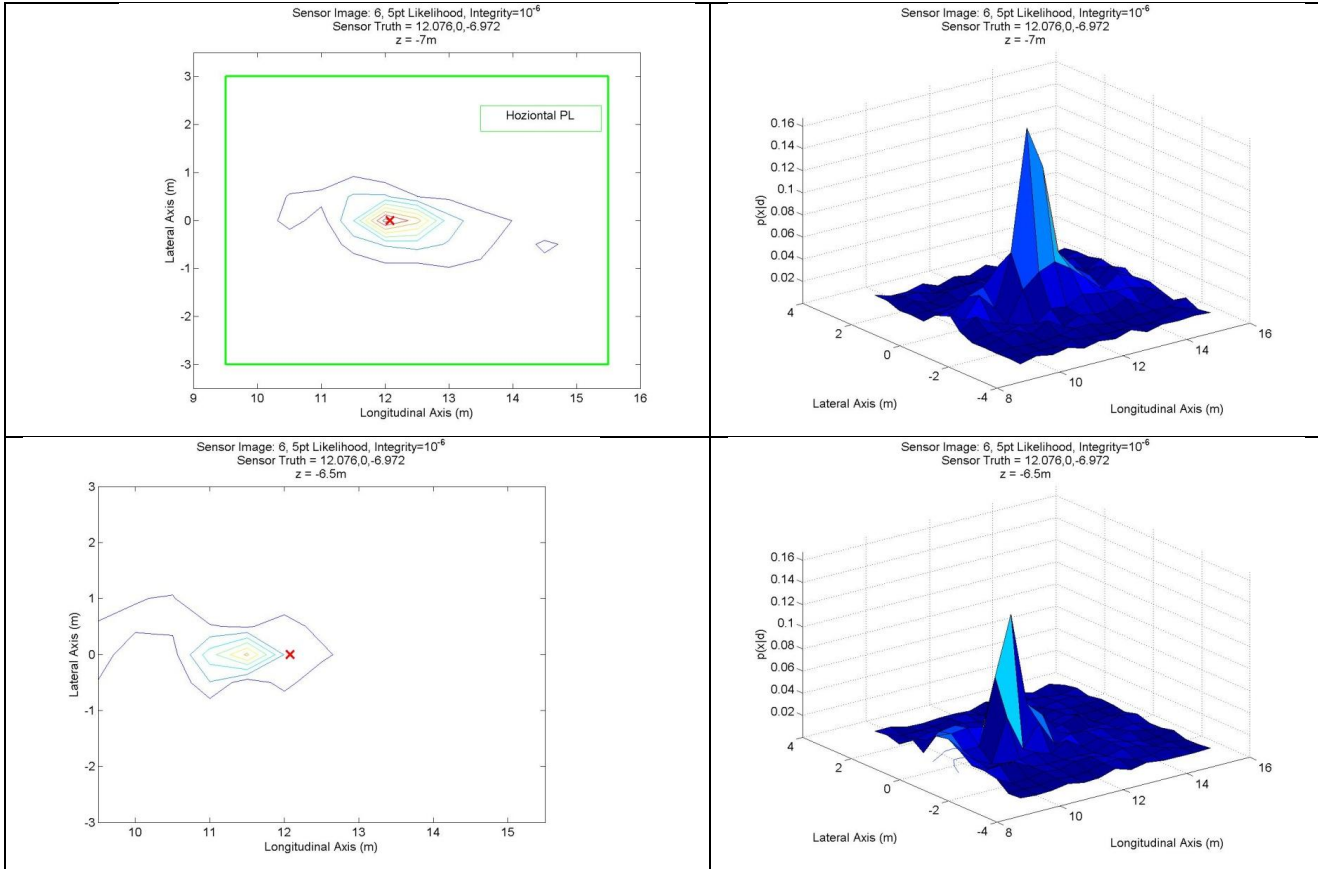 Sensor Image: 6, 5pt Likelihood, Integrity=10^-6
Sensor Truth = 12.076,0,-6.972
z = -7m
3
2
1
0
-1
-2
-3
Lateral Axis (m)
Hoziontal PL
9 10 11 12 13 14 15 16
Longitudinal Axis (m)
Sensor Image: 6, 5pt Likelihood, Integrity=10^-6
Sensor Truth = 12.076,0,-6.972
z = -7m
0.16
0.14
0.12
0.1
0.08
0.06
0.04
0.02
p(x|d)
4
2
0
-2
-4
Lateral Axis (m)
8
10
12
14
16
Longitudinal Axis (m)
Sensor Image: 6, 5pt Likelihood, Integrity=10^-6
Sensor Truth = 12.076,0,-6.972
z = -6.5m
3
2
1
0
-1
-2
-3
Lateral Axis (m)
10 11 12 13 14 15
Longitudinal Axis (m)
Sensor Image: 6, 5pt Likelihood, Integrity=10^-6
Sensor Truth = 12.076,0,-6.972
z = -6.5m
0.16
0.14
0.12
0.1
0.08
0.06
0.04
0.02
p(x|d)
4
2
0
-2
-4
Lateral Axis (m)
8
10
12
14
16
Longitudinal Axis (m)